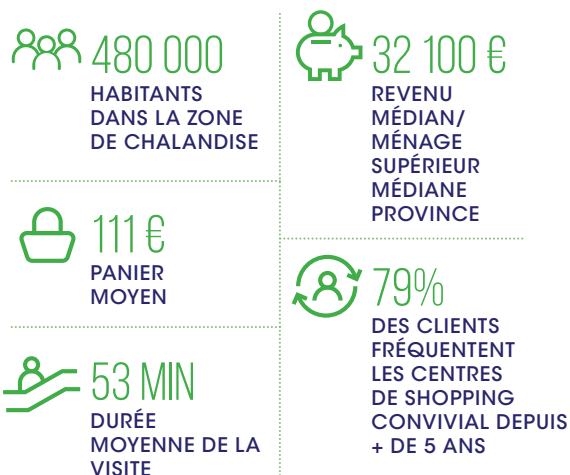 480 000
HABITANTS
DANS LA ZONE
DE CHALANDISE
111 €
PANIER
MOYEN
53 MIN
DURÉE
MOYENNE DE LA
VISITE
32 100 €
REVENU
MÉDIAN/
MÉNAGE
SUPÉRIEUR
MÉDIANE
PROVINCE
79%
DES CLIENTS
FRÉQUENTENT
LES CENTRES
DE SHOPPING
CONVIVIAL DEPUIS
+ DE 5 ANS